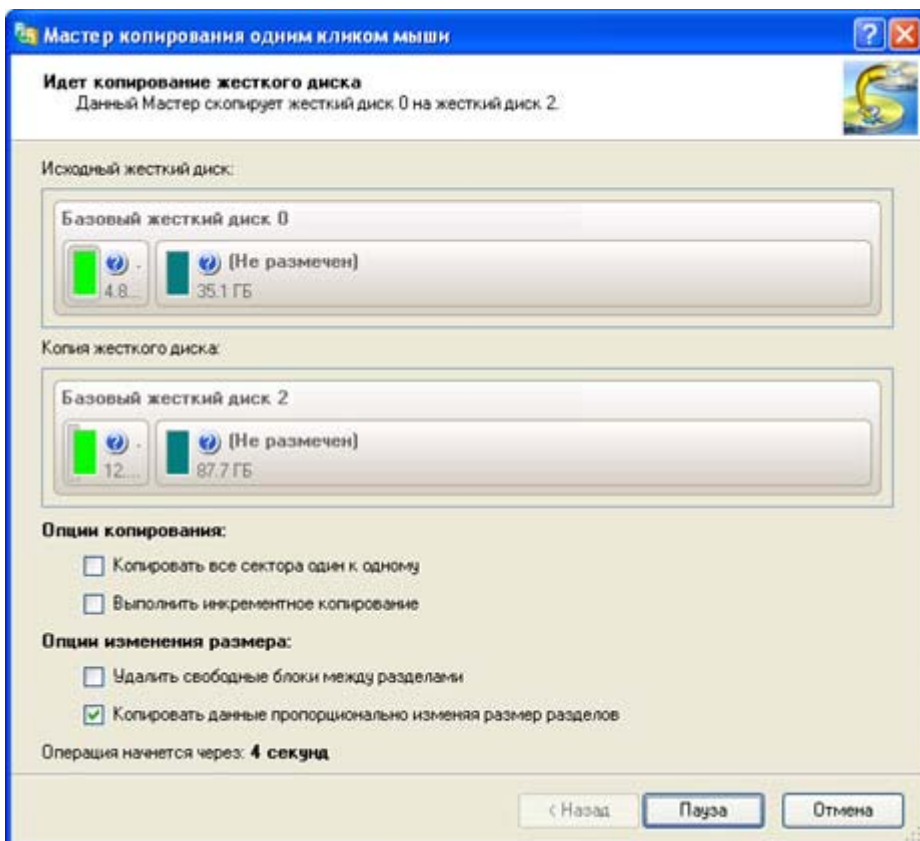 Мастер копирования одним кликом мыши
Идет копирование жесткого диска
Данный Мастер скопирует жесткий диск 0 на жесткий диск 2.
Исходный жесткий диск:
Базовый жесткий диск 0
. (Не размечен)
4.8... 35.1 ГБ
Копия жесткого диска:
Базовый жесткий диск 2
. (Не размечен)
12.... 87.7 ГБ
Опции копирования:
Копировать все сектора один к одному
Выполнить инкрементное копирование
Опции изменения размера:
Удалить свободные блоки между разделами
Копировать данные пропорционально изменяя размер разделов
Операция начнется через: 4 секунд
< Назад Пауза Отмена